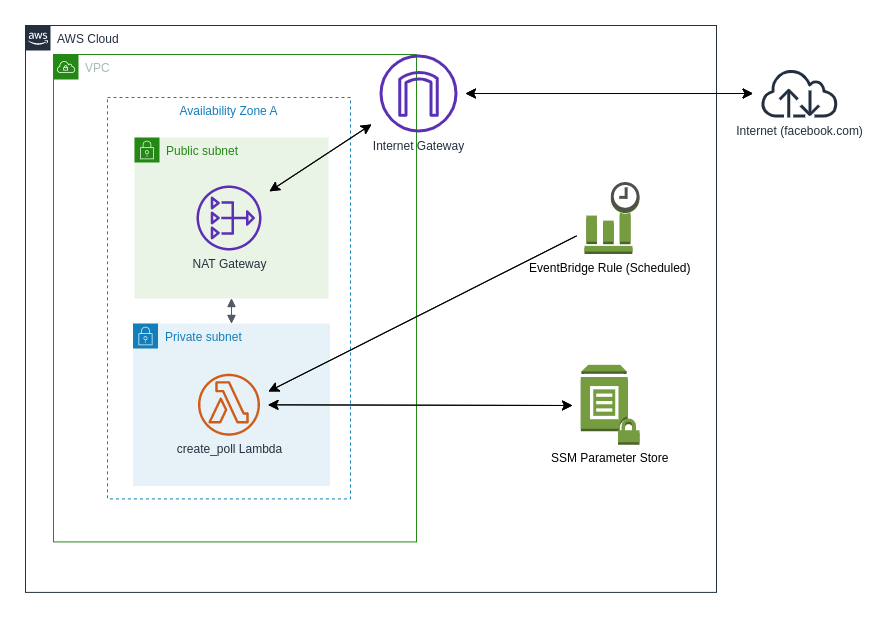 aws
AWS Cloud
VPC
Availability Zone A
Public subnet
NAT Gateway
Internet Gateway
Internet (facebook.com)
EventBridge Rule (Scheduled)
Private subnet
create_poll Lambda
SSM Parameter Store